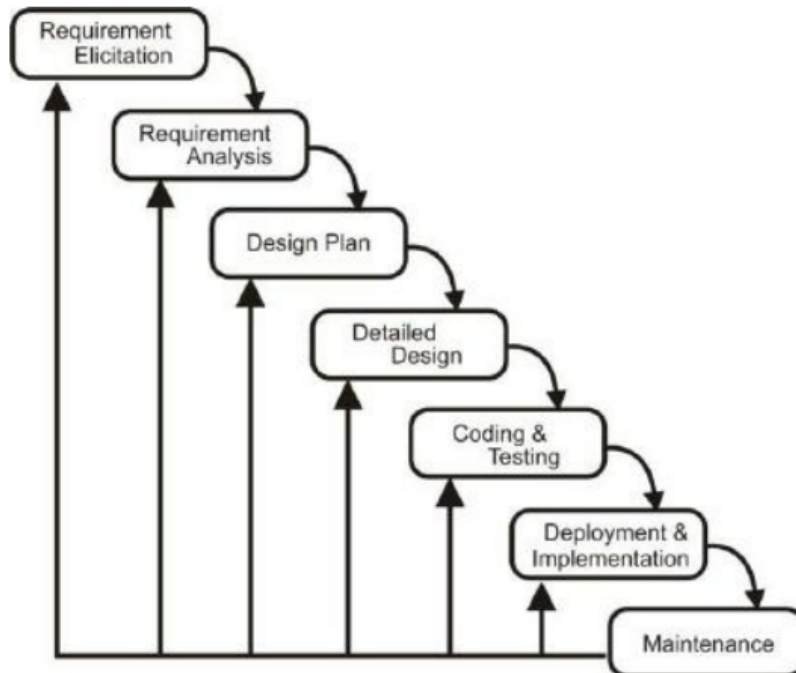 Requirement
Elicitation
Requirement
Analysis
Design Plan
Detailed
Design
Coding &
Testing
Deployment &
Implementation
Maintenance